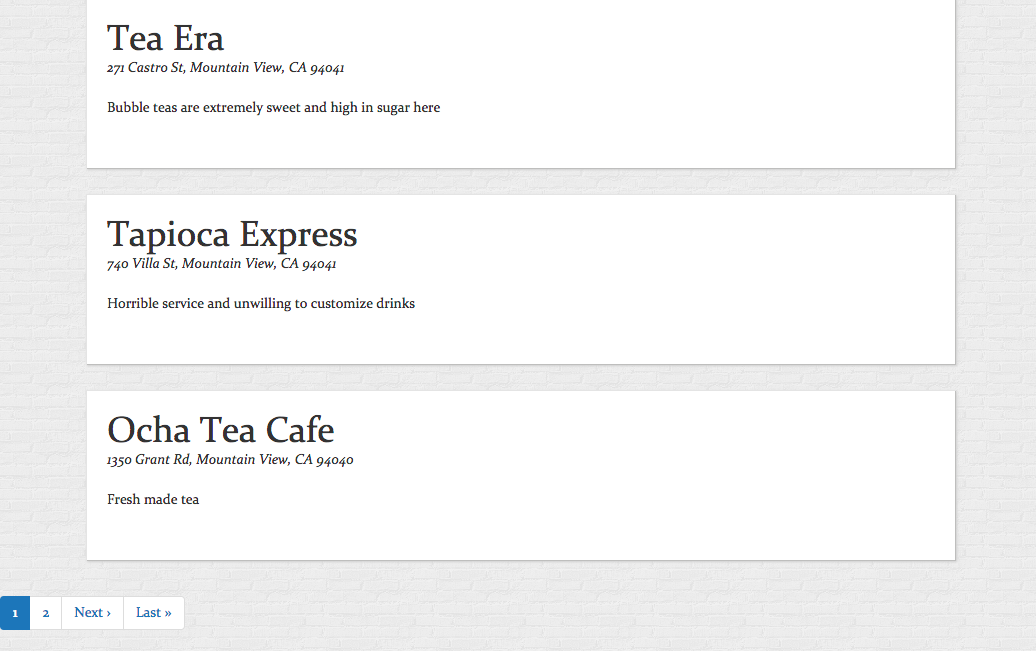 Tea Era
271 Castro St, Mountain View, CA 94041
Bubble teas are extremely sweet and high in sugar here
Tapioca Express
740 Villa St, Mountain View, CA 94041
Horrible service and unwilling to customize drinks
Ocha Tea Cafe
1350 Grant Rd, Mountain View, CA 94040
Fresh made tea
1 2 Next › Last »